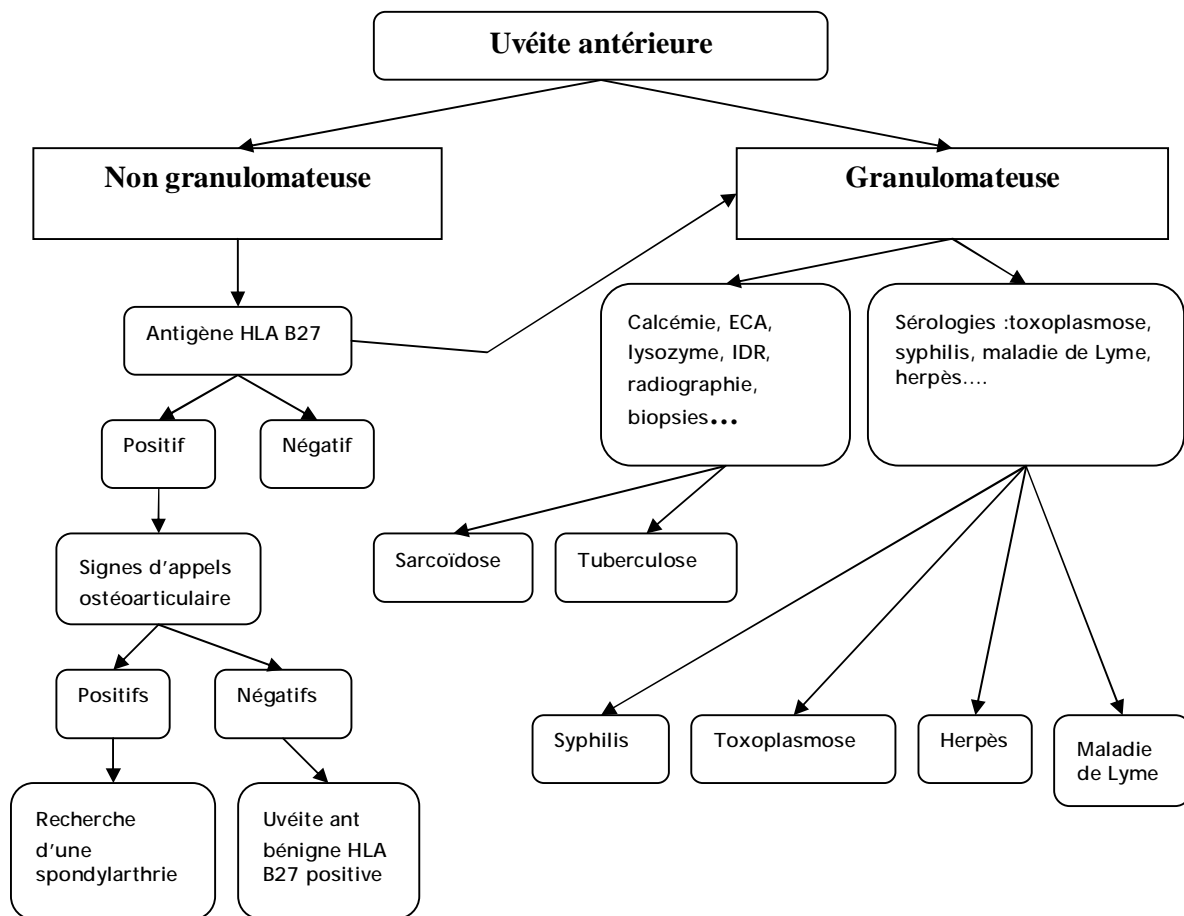 Uvéite antérieure
Non granulomateuse
Granulomateuse
Antigène HLA B27
Calcémie, ECA,
lysozyme, IDR,
radiographie,
biopsies...
Sérologies :toxoplasmose,
syphilis, maladie de Lyme,
herpès....
Positif
Négatif
Signes d'appels
ostéoarticulaire
Sarcoïdose
Tuberculose
Positifs
Négatifs
Syphilis
Toxoplasmose
Herpès
Maladie
de Lyme
Recherche
d'une
spondylarthrie
Uvéite ant
bénigne HLA
B27 positive